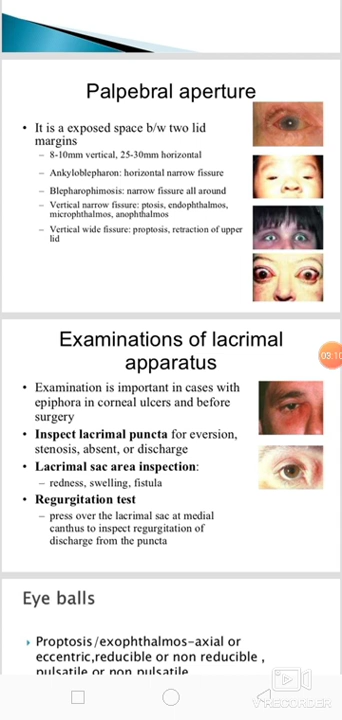 Palpebral aperture
• It is a exposed space b/w two lid
margins
– 8-10mm vertical, 25-30mm horizontal
– Ankyloblepharon: horizontal narrow fissure
– Blepharophimosis: narrow fissure all around
– Vertical narrow fissure: ptosis, endophthalmos,
microphthalmos, anophthalmos
– Vertical wide fissure: proptosis, retraction of upper
lid
Examinations of lacrimal
apparatus
• Examination is important in cases with
epiphora in corneal ulcers and before
surgery
• Inspect lacrimal puncta for eversion,
stenosis, absent, or discharge
• Lacrimal sac area inspection:
– redness, swelling, fistula
• Regurgitation test
– press over the lacrimal sac at medial
canthus to inspect regurgitation of
discharge from the puncta
03:10
Eye balls
Proptosis/exophthalmos-axial or
eccentric,reducible or non reducible ,
pulsatile or non pulsatile
V RECORDER